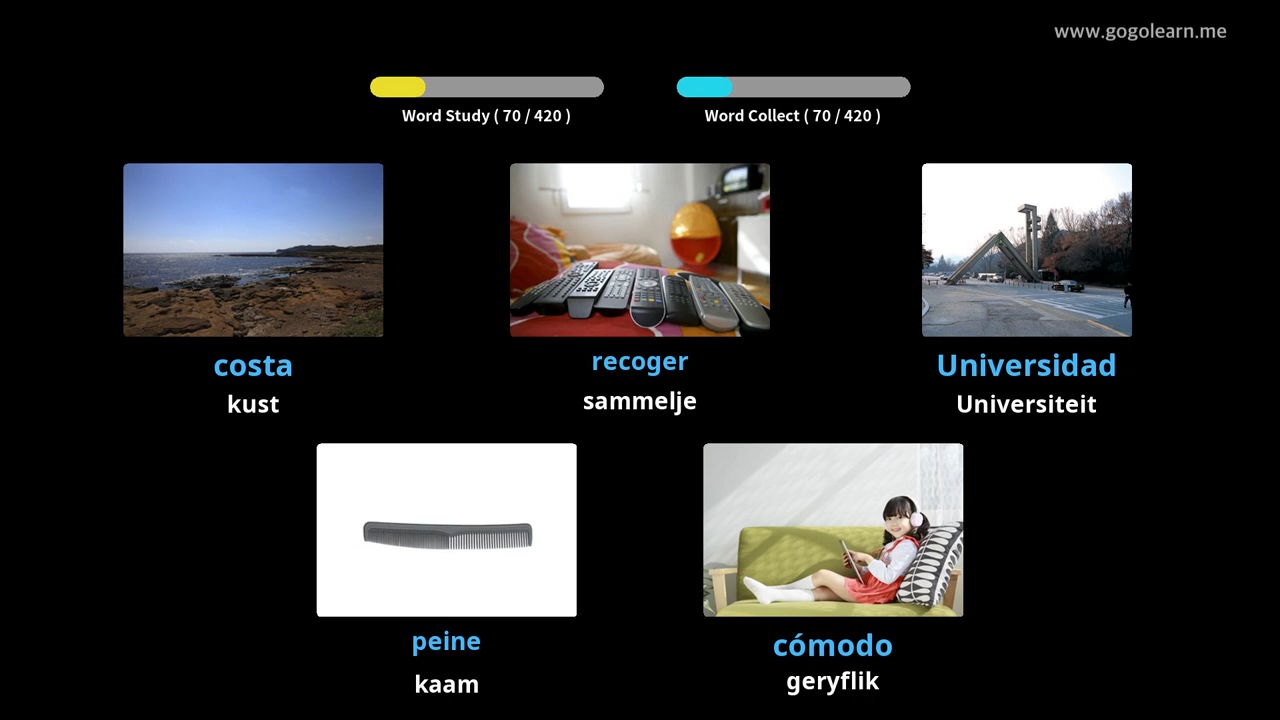 www.gogolearn.me
Word Study ( 70 / 420 )
Word Collect ( 70 / 420 )
costa
kust
recoger
sammelje
Universidad
Universiteit
peine
kaam
cómodo
geryflik